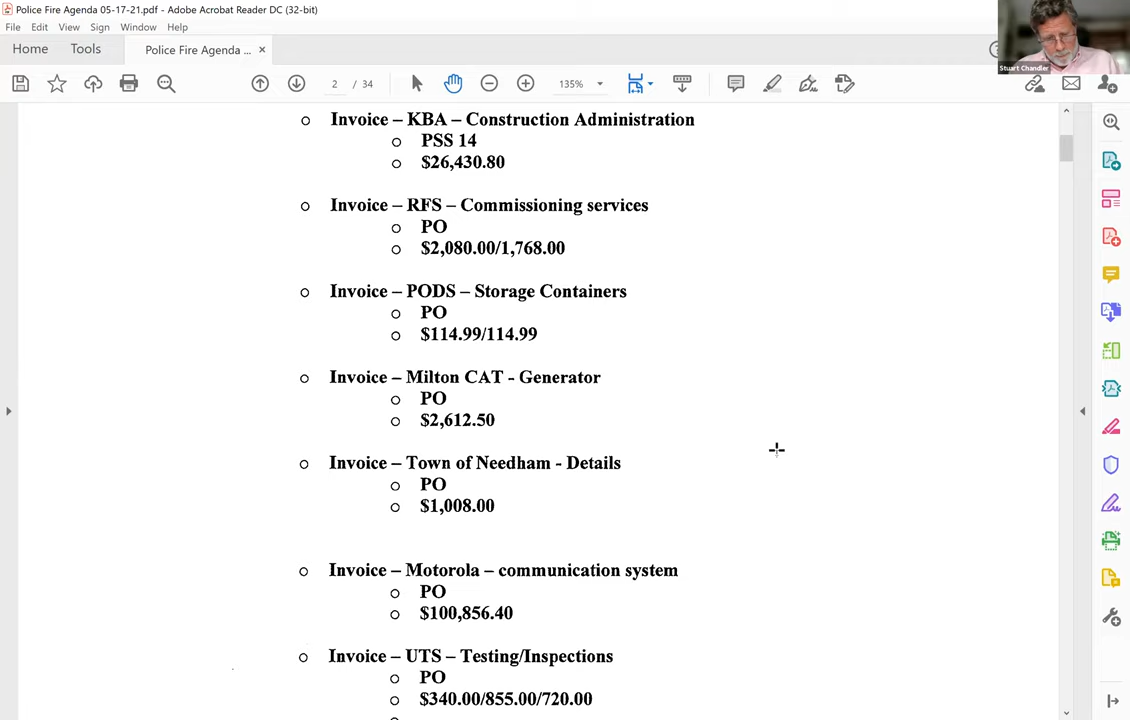 Police Fire Agenda 05-17-21.pdf - Adobe Acrobat Reader DC (32-bit)
File Edit View Sign Window Help
Home Tools Police Fire Agenda ... ×
2 / 34 135%
Stuart Chandler
o Invoice – KBA – Construction Administration
o PSS 14
o $26,430.80
o Invoice – RFS – Commissioning services
o PO
o $2,080.00/1,768.00
o Invoice – PODS – Storage Containers
o PO
o $114.99/114.99
o Invoice – Milton CAT - Generator
o PO
o $2,612.50
o Invoice – Town of Needham - Details
o PO
o $1,008.00
o Invoice – Motorola – communication system
o PO
o $100,856.40
o Invoice – UTS – Testing/Inspections
o PO
o $340.00/855.00/720.00